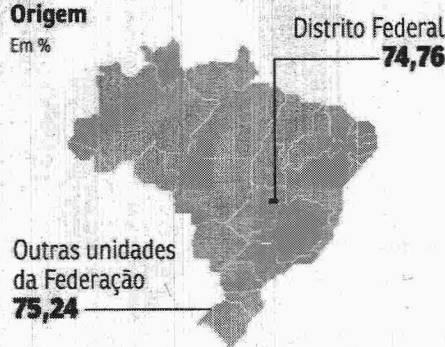 Origem
Em %
Distrito Federal
74,76
Outras unidades
da Federação
75,24